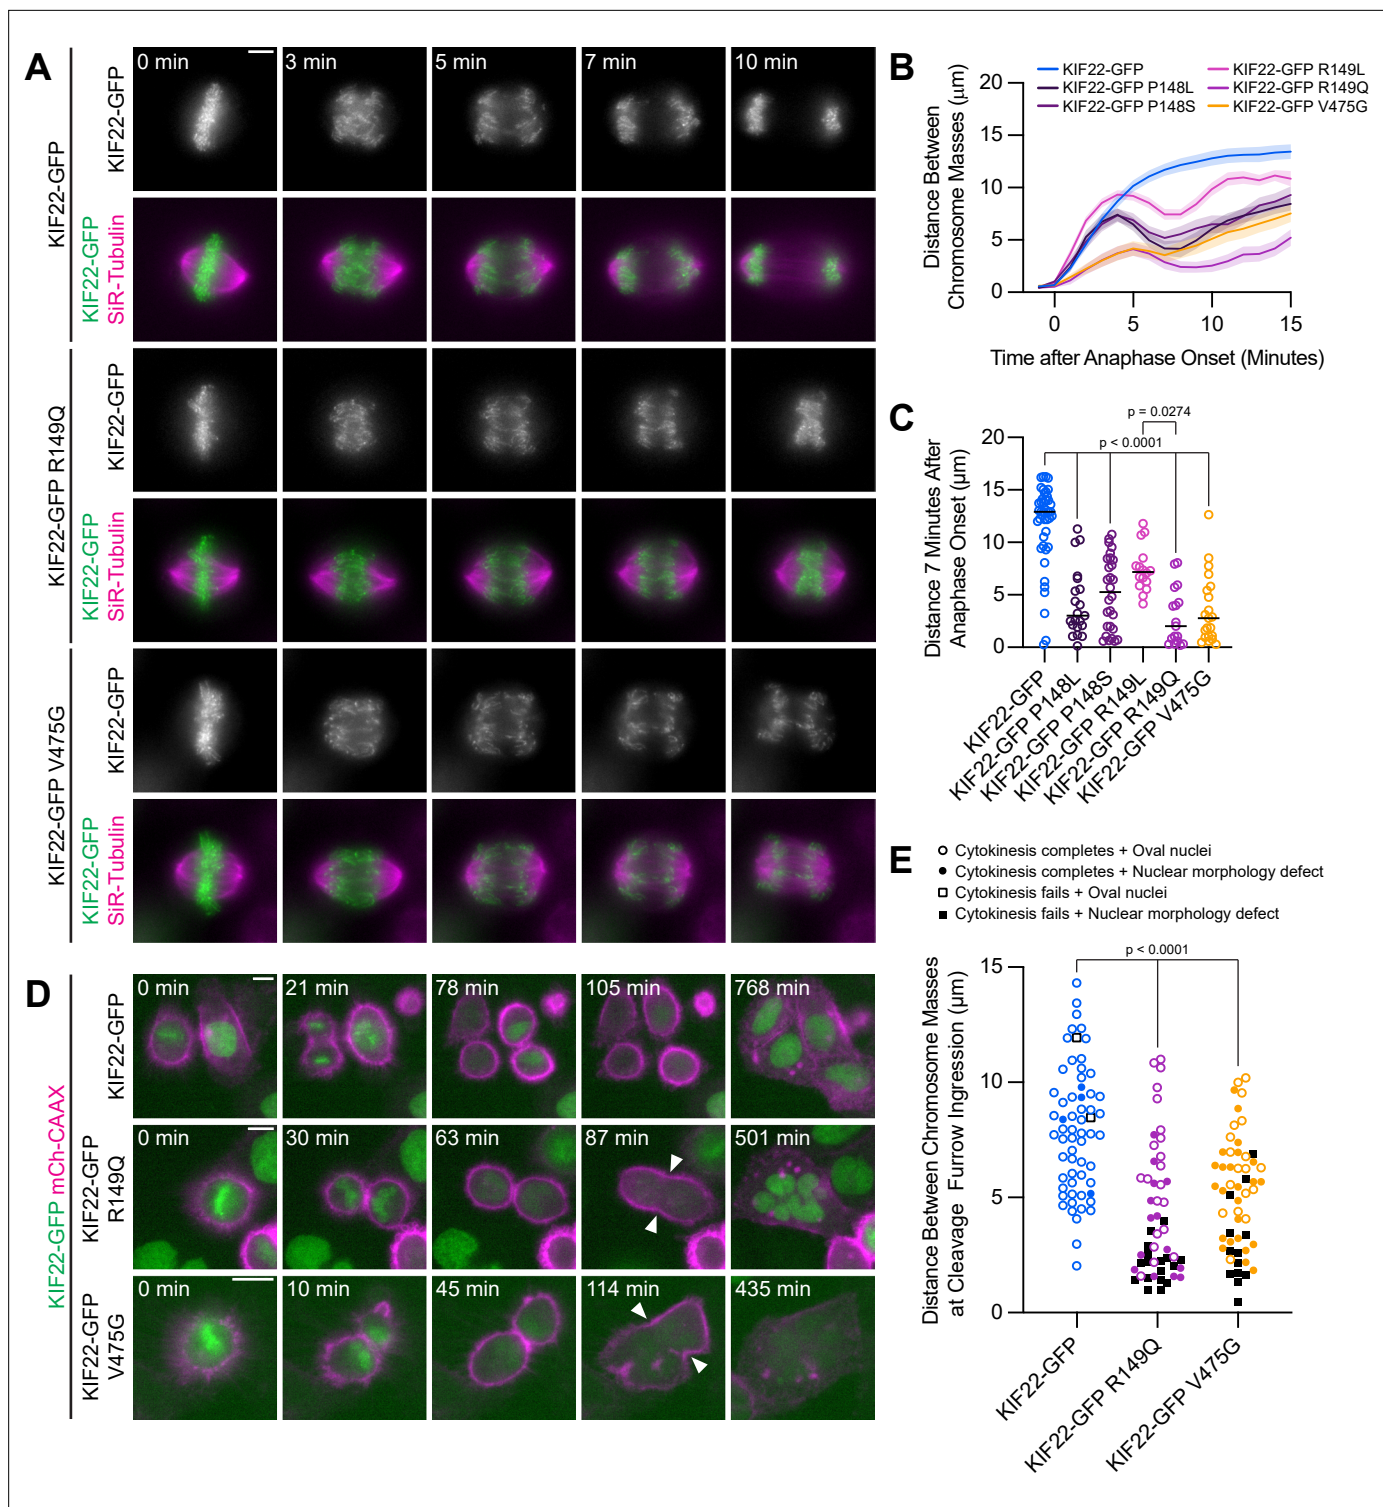 A
KIF22-GFP
KIF22-GFP
KIF22-GFP
SiR-Tubulin
0 min
3 min
5 min
7 min
10 min
KIF22-GFP R149Q
KIF22-GFP
KIF22-GFP
SiR-Tubulin
KIF22-GFP V475G
KIF22-GFP
KIF22-GFP
SiR-Tubulin
B
KIF22-GFP
KIF22-GFP P148L
KIF22-GFP P148S
KIF22-GFP R149L
KIF22-GFP R149Q
KIF22-GFP V475G
Distance Between
Chromosome Masses (μm)
20
15
10
5
0
0
5
10
15
Time after Anaphase Onset (Minutes)
C
p = 0.0274
p < 0.0001
Distance 7 Minutes After
Anaphase Onset (μm)
20
15
10
5
0
KIF22-GFP
KIF22-GFP P148L
KIF22-GFP P148S
KIF22-GFP R149L
KIF22-GFP R149Q
KIF22-GFP V475G
D
KIF22-GFP mCh-CAAX
KIF22-GFP
0 min
21 min
78 min
105 min
768 min
KIF22-GFP
R149Q
0 min
30 min
63 min
87 min
501 min
KIF22-GFP
V475G
0 min
10 min
45 min
114 min
435 min
E
Cytokinesis completes + Oval nuclei
Cytokinesis completes + Nuclear morphology defect
Cytokinesis fails + Oval nuclei
Cytokinesis fails + Nuclear morphology defect
p < 0.0001
Distance Between Chromosome Masses
at Cleavage Furrow Ingression (μm)
15
10
5
0
KIF22-GFP
KIF22-GFP R149Q
KIF22-GFP V475G